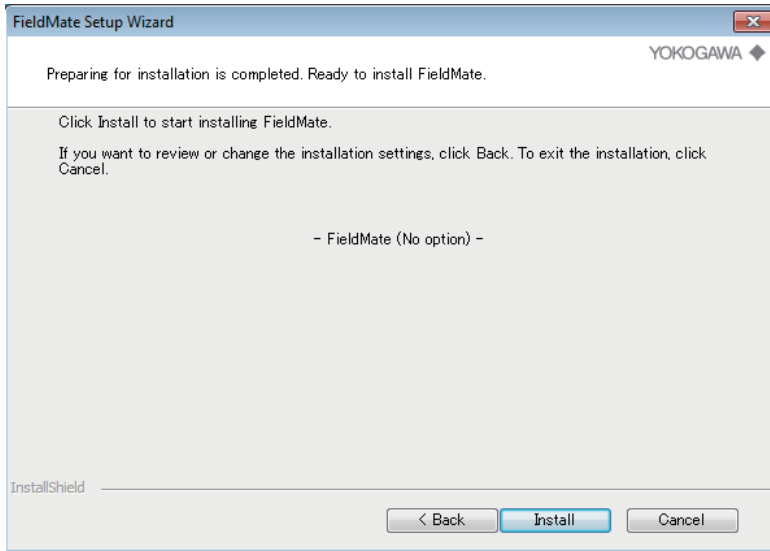 FieldMate Setup Wizard
YOKOGAWA
Preparing for installation is completed. Ready to install FieldMate.
Click Install to start installing FieldMate.
If you want to review or change the installation settings, click Back. To exit the installation, click
Cancel.
- FieldMate (No option) -
InstallShield
< Back Install Cancel